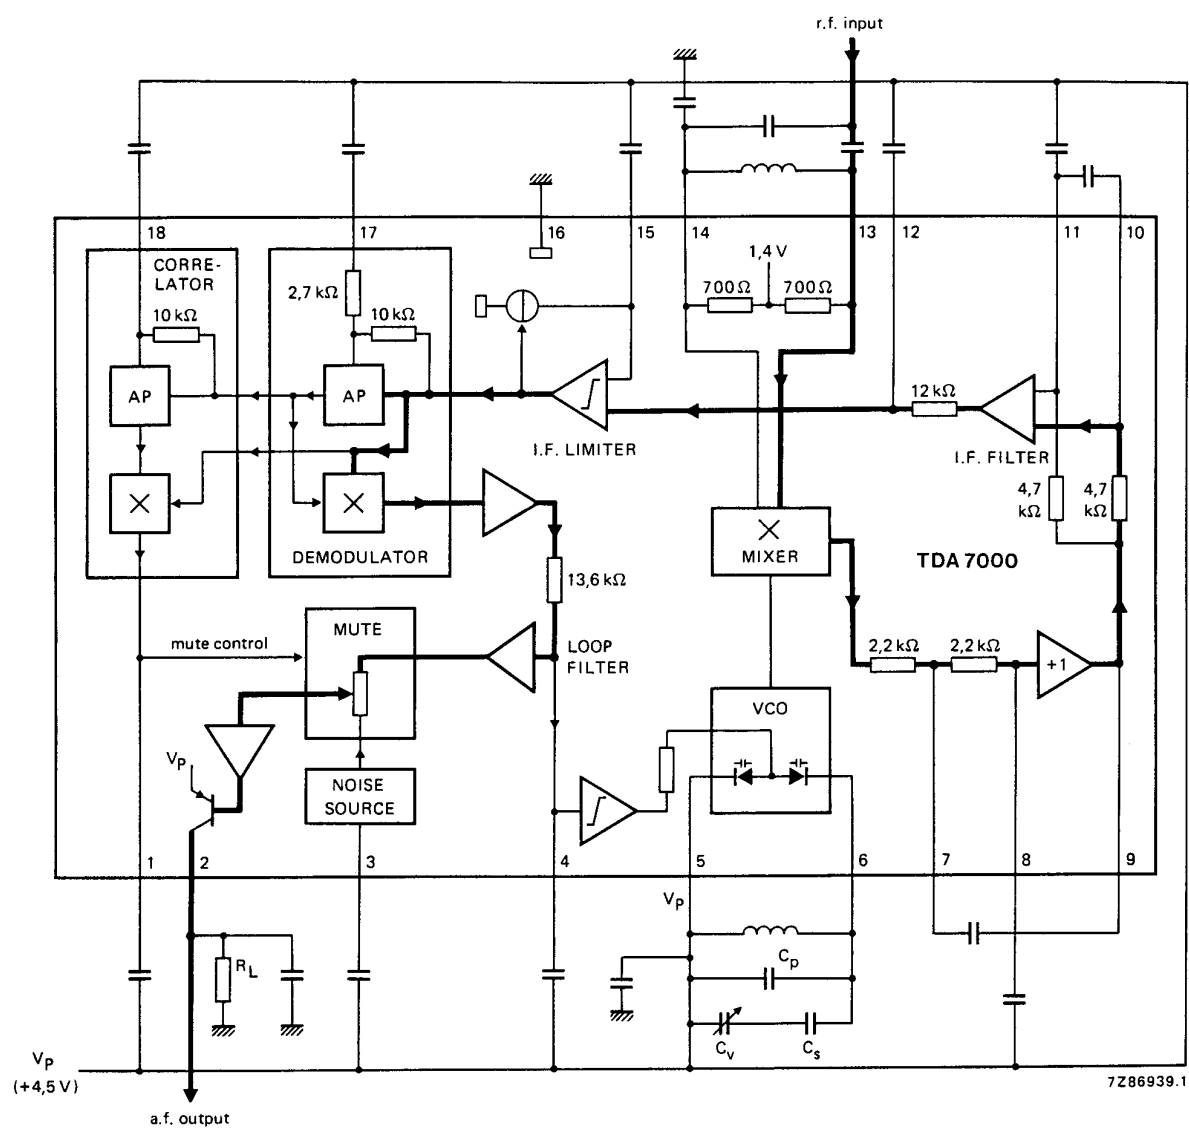 r.f. input
18
17
16
15
14
13
12
11
10
CORRE-
LATOR
10 kΩ
2,7 kΩ
10 kΩ
1,4 V
700 Ω
700 Ω
AP
AP
12 kΩ
I.F. LIMITER
I.F. FILTER
4,7
kΩ
4,7
kΩ
DEMODULATOR
MIXER
TDA 7000
13,6 kΩ
mute control
MUTE
LOOP
FILTER
2,2 kΩ
2,2 kΩ
+1
VCO
Vp
NOISE
SOURCE
1
2
3
4
5
6
7
8
9
Vp
RL
Cp
Cv
Cs
Vp
(+4,5 V)
7Z86939.1
a.f. output